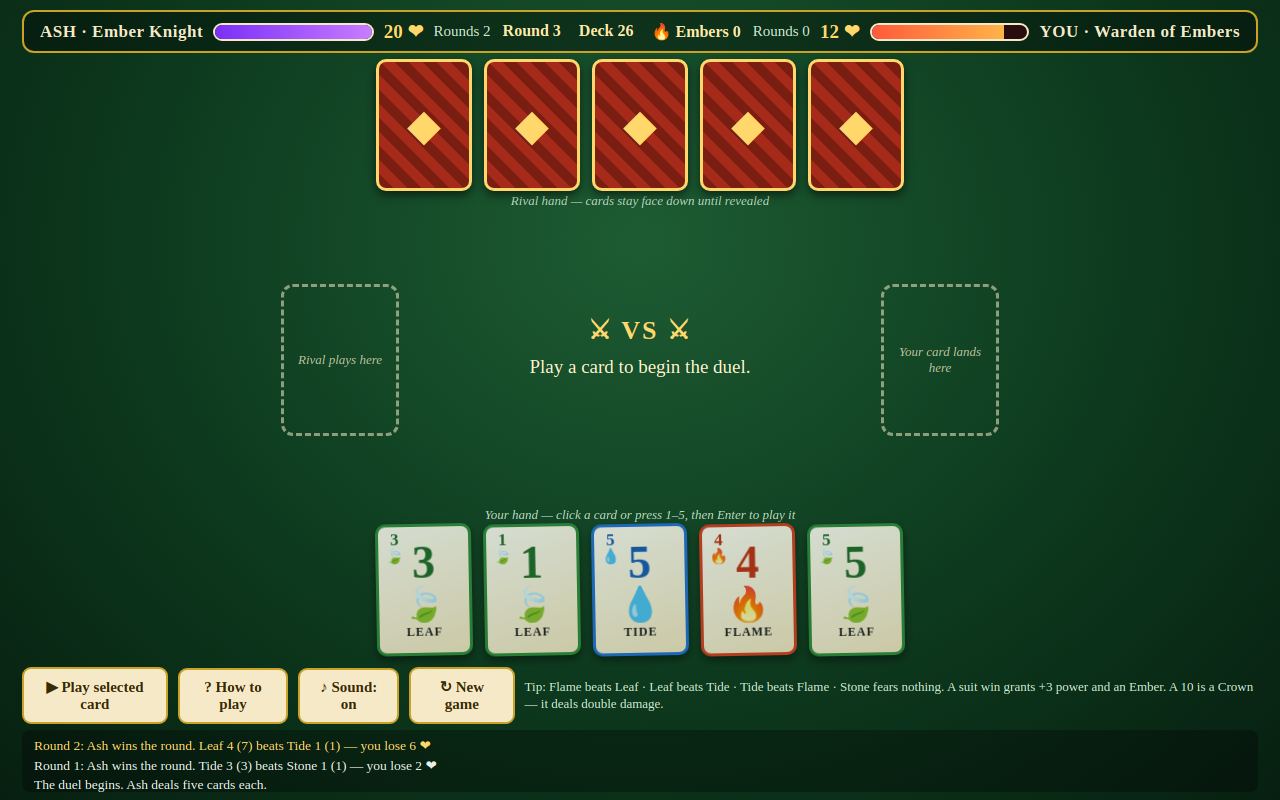 ASH · Ember Knight 20 ❤ Rounds 2 Round 3 Deck 26 🔥 Embers 0 Rounds 0 12 ❤ YOU · Warden of Embers
Rival hand — cards stay face down until revealed
⚔ VS ⚔
Rival plays here
Play a card to begin the duel.
Your card lands
here
Your hand — click a card or press 1–5, then Enter to play it
3 🍃 3 🍃 LEAF
1 🍃 1 🍃 LEAF
5 💧 5 💧 TIDE
4 🔥 4 🔥 FLAME
5 🍃 5 🍃 LEAF
▶ Play selected
card
? How to
play
♪ Sound:
on
↻ New
game
Tip: Flame beats Leaf · Leaf beats Tide · Tide beats Flame · Stone fears nothing. A suit win grants +3 power and an Ember. A 10 is a Crown
— it deals double damage.
Round 2: Ash wins the round. Leaf 4 (7) beats Tide 1 (1) — you lose 6 ❤
Round 1: Ash wins the round. Tide 3 (3) beats Stone 1 (1) — you lose 2 ❤
The duel begins. Ash deals five cards each.